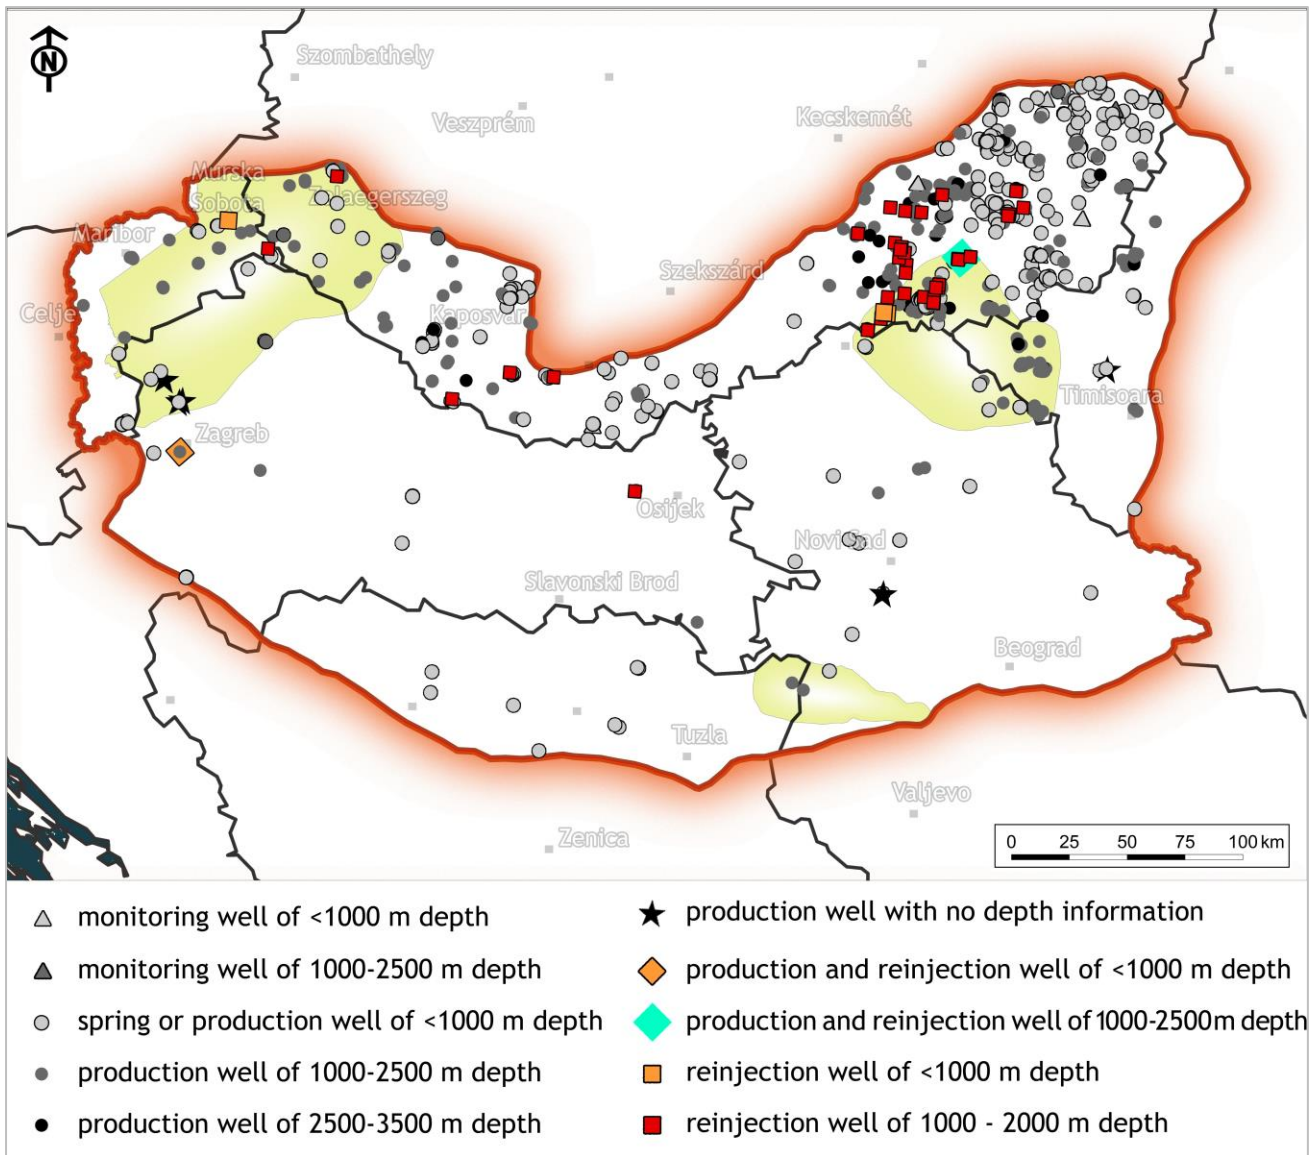 N
Szombathely
Veszprém
Kecskemét
Murska
Sobota
Zalaegerszeg
Maribor
Szekszárd
Celje
Kaposvár
Timisoara
Zagreb
Osijek
Novi Sad
Slavonski Brod
Beograd
Tuzla
Valjevo
Zenica
0 25 50 75 100 km
monitoring well of <1000 m depth
monitoring well of 1000-2500 m depth
spring or production well of <1000 m depth
production well of 1000-2500 m depth
production well of 2500-3500 m depth
production well with no depth information
production and reinjection well of <1000 m depth
production and reinjection well of 1000-2500m depth
reinjection well of <1000 m depth
reinjection well of 1000 - 2000 m depth